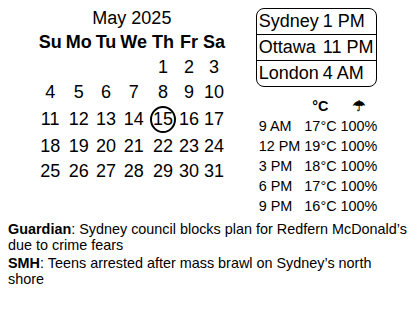 May 2025
Su Mo Tu We Th Fr Sa
1 2 3
4 5 6 7 8 9 10
11 12 13 14 15 16 17
18 19 20 21 22 23 24
25 26 27 28 29 30 31
Sydney 1 PM
Ottawa 11 PM
London 4 AM
°C ☂
9 AM 17°C 100%
12 PM 19°C 100%
3 PM 18°C 100%
6 PM 17°C 100%
9 PM 16°C 100%
Guardian: Sydney council blocks plan for Redfern McDonald’s
due to crime fears
SMH: Teens arrested after mass brawl on Sydney’s north
shore